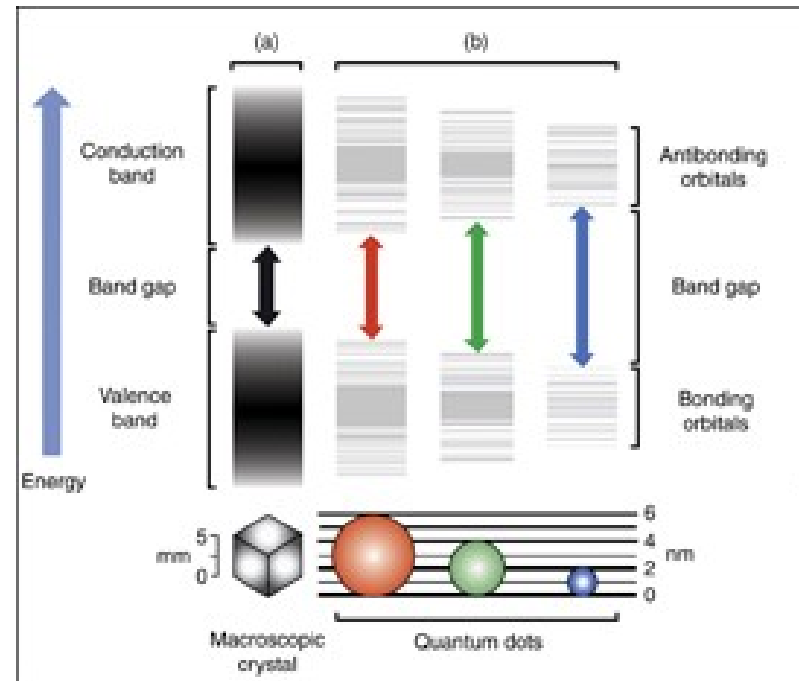 (a)
(b)
Conduction
band
Antibonding
orbitals
Band gap
Band gap
Valence
band
Bonding
orbitals
Energy
5
0
mm
6
4
2
0
nm
Macroscopic
crystal
Quantum dots